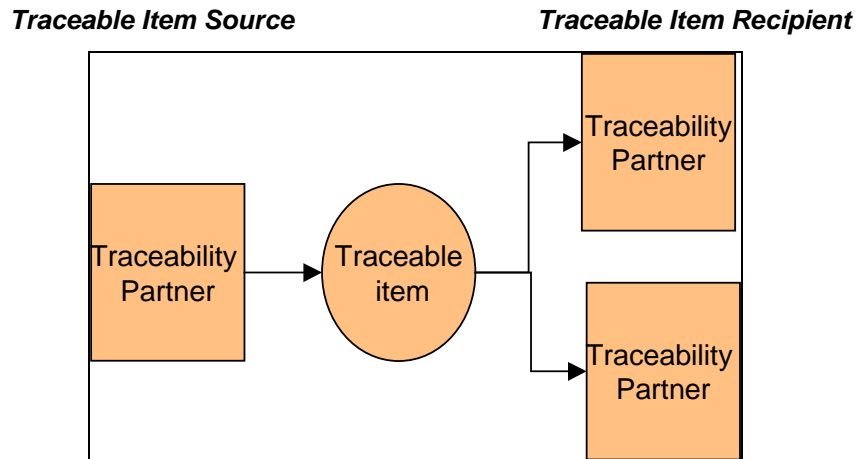 Traceable Item Source
Traceable Item Recipient
Traceability
Partner
Traceability
Partner
Traceable
item
Traceability
Partner